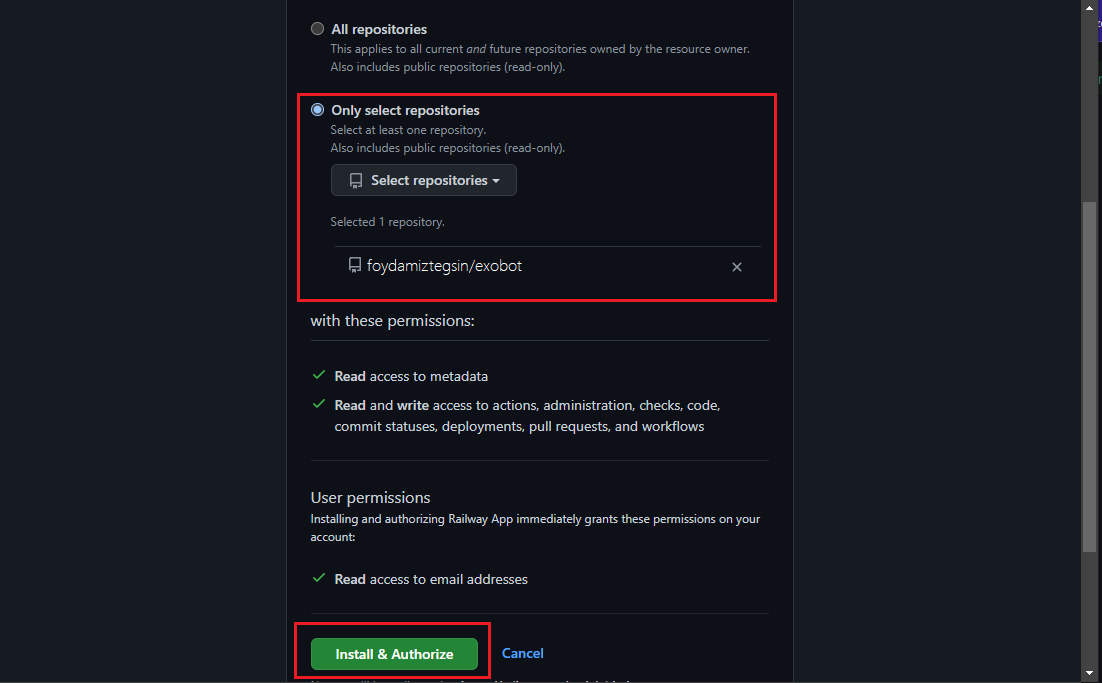 All repositories
This applies to all current and future repositories owned by the resource owner.
Also includes public repositories (read-only).
Only select repositories
Select at least one repository.
Also includes public repositories (read-only).
Select repositories
Selected 1 repository.
foydamiztegsin/exobot
with these permissions:
Read access to metadata
Read and write access to actions, administration, checks, code,
commit statuses, deployments, pull requests, and workflows
User permissions
Installing and authorizing Railway App immediately grants these permissions on your
account:
Read access to email addresses
Install & Authorize
Cancel